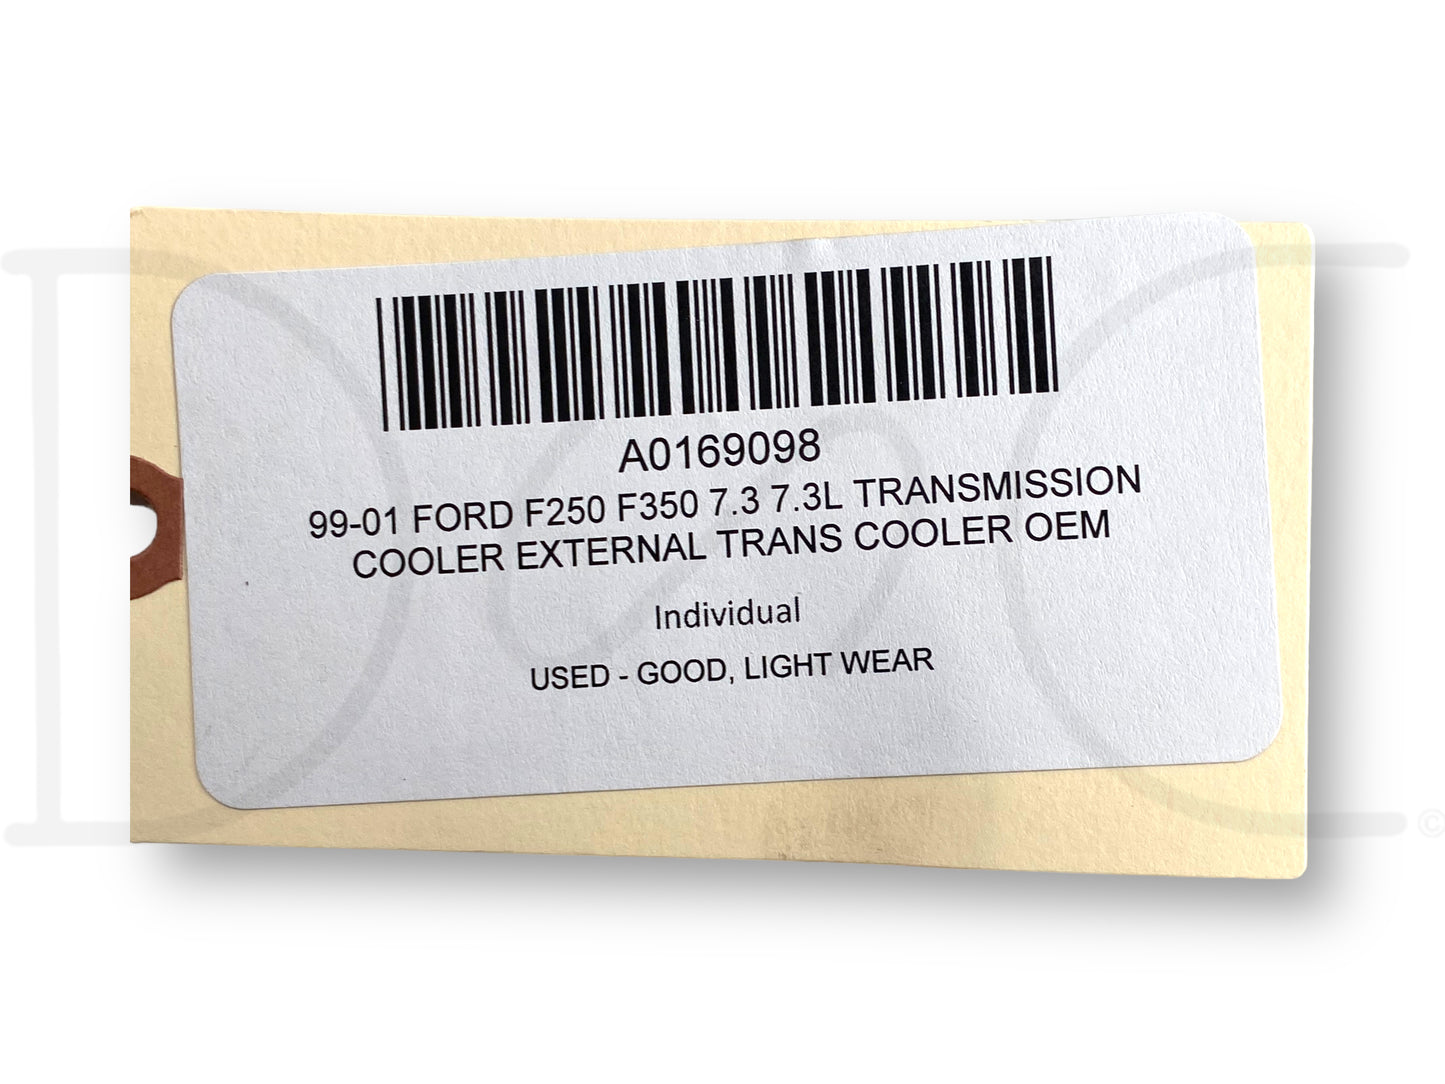 A0169098
99-01 FORD F250 F350 7.3 7.3L TRANSMISSION
COOLER EXTERNAL TRANS COOLER OEM
Individual
USED - GOOD, LIGHT WEAR
©